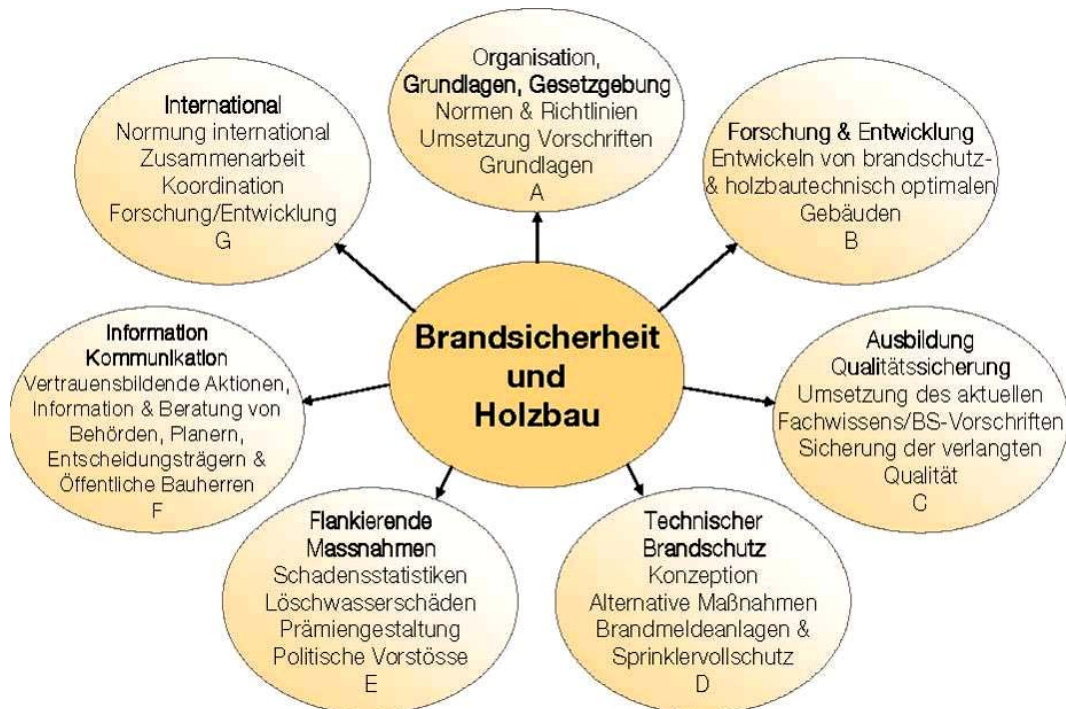 Organisation,
Grundlagen, Gesetzgebung
Normen & Richtlinien
Umsetzung Vorschriften
Grundlagen
A
Forschung & Entwicklung
Entwickeln von brandschutz-
& holzbautechnisch optimalen
Gebäuden
B
Ausbildung
Qualitätssicherung
Umsetzung des aktuellen
Fachwissens/BS-Vorschriften
Sicherung der verlangten
Qualität
C
Technischer
Brandschutz
Konzeption
Alternative Maßnahmen
Brandmeldeanlagen &
Sprinklervollschutz
D
Flankierende
Massnahmen
Schadensstatistiken
Löschwasserschäden
Prämiengestaltung
Politische Vorstösse
E
Information
Kommunikation
Vertrauensbildende Aktionen,
Information & Beratung von
Behörden, Planern,
Entscheidungsträgern &
Öffentliche Bauherren
F
International
Normung international
Zusammenarbeit
Koordination
Forschung/Entwicklung
G
Brandsicherheit
und
Holzbau